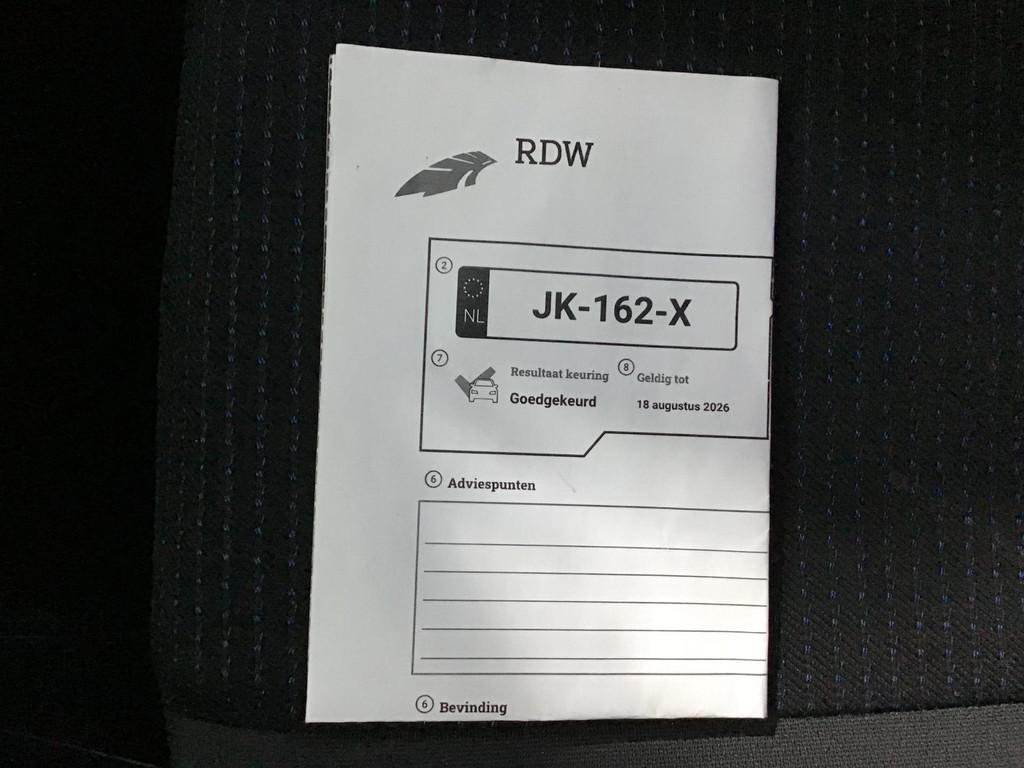 RDW
2
NL
JK-162-X
7
Resultaat keuring
Goedgekeurd
8
Geldig tot
18 augustus 2026
6 Adviespunten
6 Bevinding